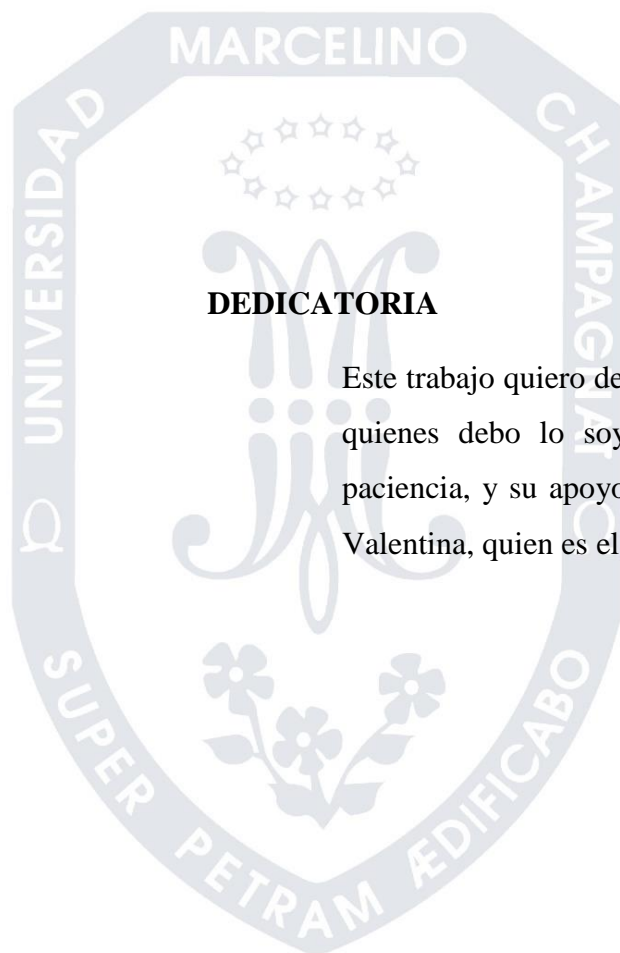 UNIVERSIDAD MARCELINO CHAMPAGNAT
DEDICATORIA
Este trabajo quiero de
quienes debo lo soy
paciencia, y su apoyo
Valentina, quien es el
SUPER PETRAM ÆDIFICABO